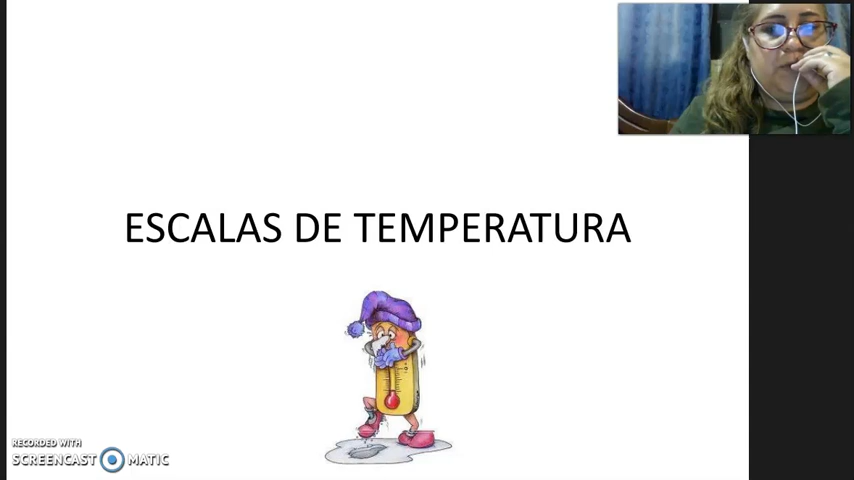 ESCALAS DE TEMPERATURA
RECORDED WITH
SCREENCAST MATIC